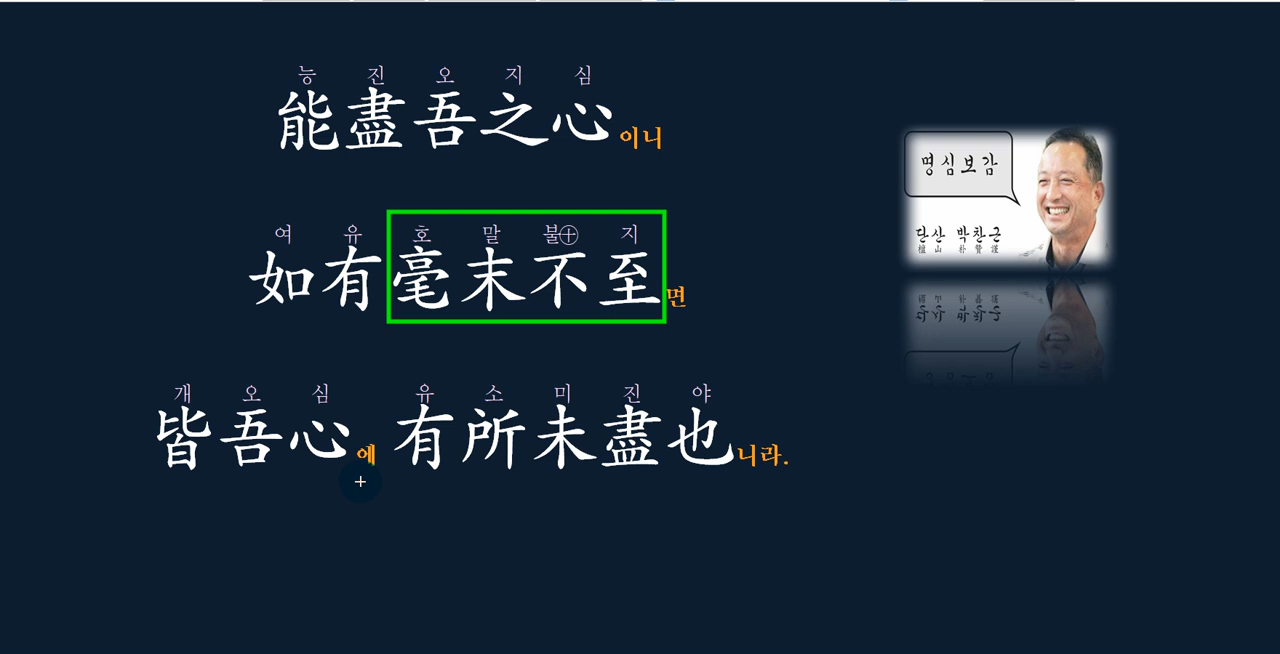 능 진 오 지 심
能盡吾之心이니
여 유 호 말 불㊉ 지
如有毫末不至면
개 오 심 유 소 미 진 야
皆吾心에 有所未盡也니라.
명심보감
단산 박찬근
檀山 朴贊謹